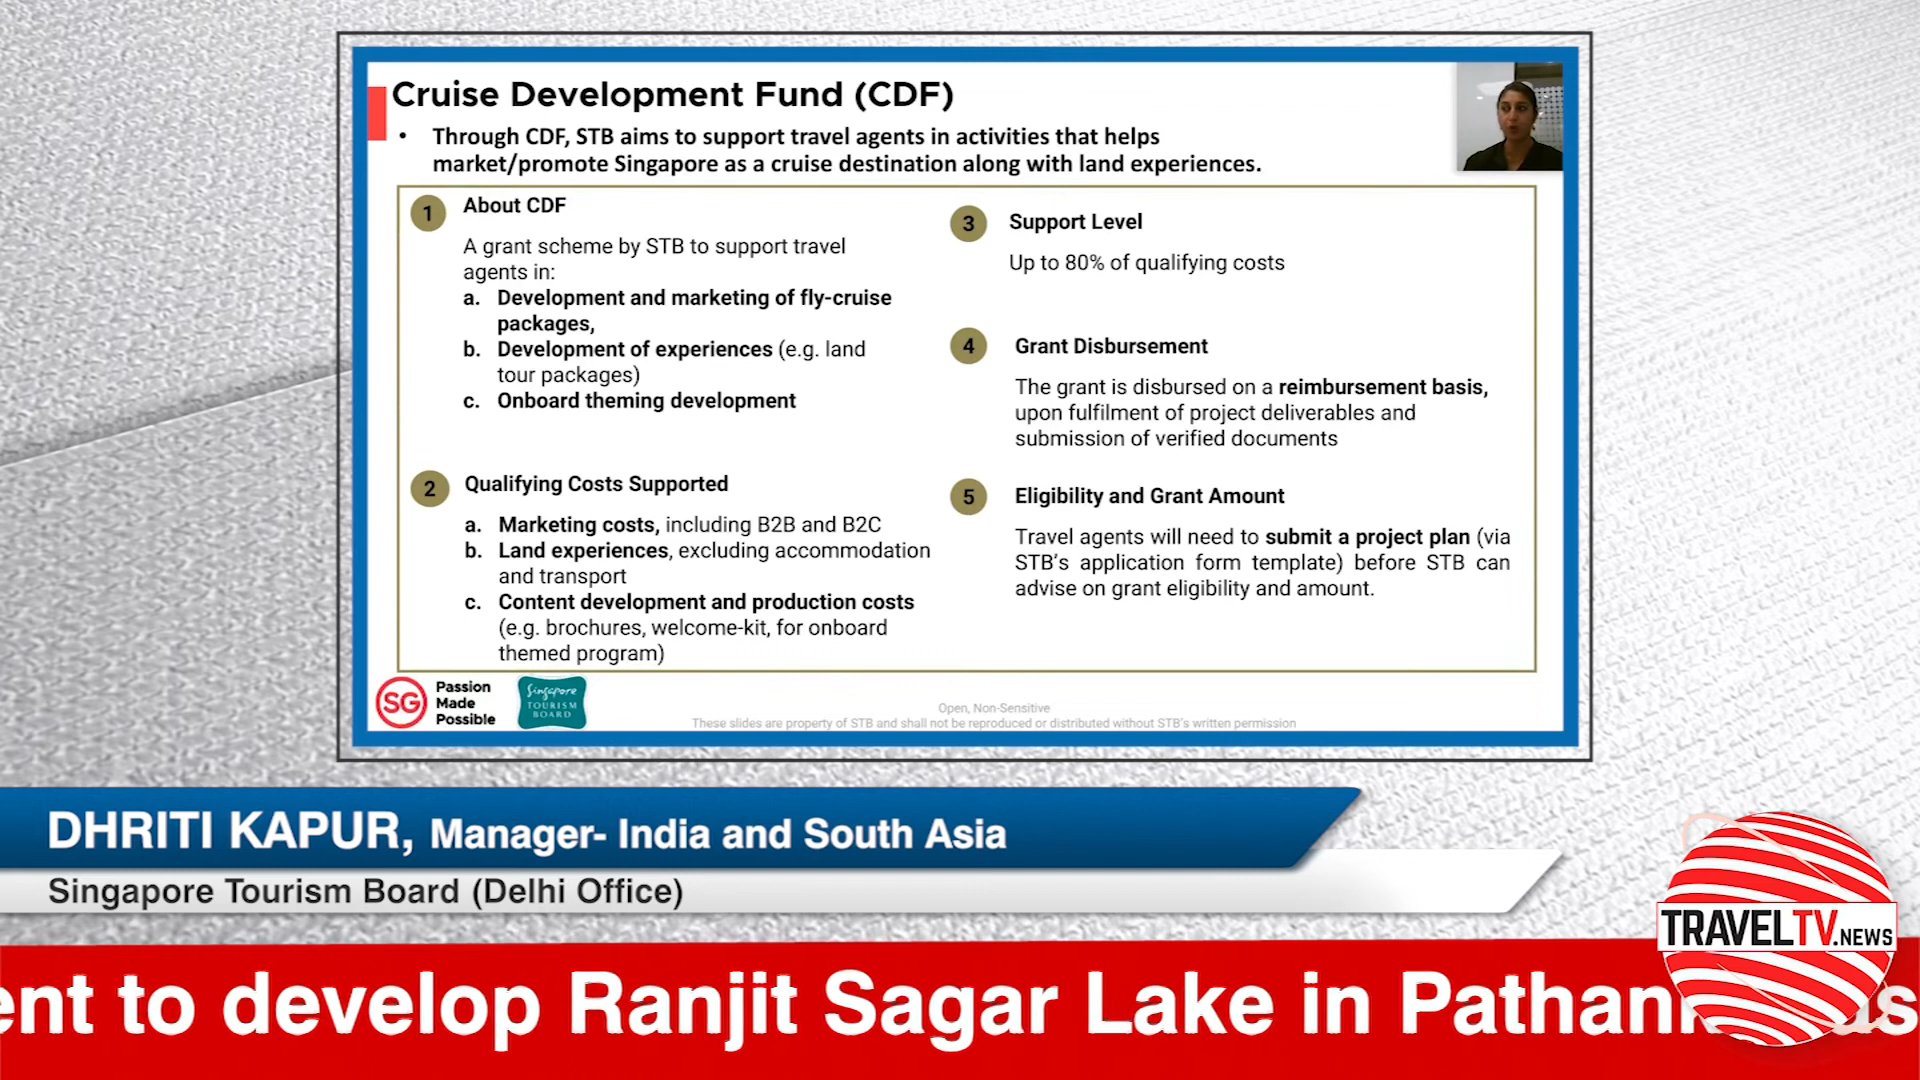 Cruise Development Fund (CDF)
• Through CDF, STB aims to support travel agents in activities that helps
market/promote Singapore as a cruise destination along with land experiences.
1 About CDF
A grant scheme by STB to support travel
agents in:
a. Development and marketing of fly-cruise
packages,
b. Development of experiences (e.g. land
tour packages)
c. Onboard theming development
2 Qualifying Costs Supported
a. Marketing costs, including B2B and B2C
b. Land experiences, excluding accommodation
and transport
c. Content development and production costs
(e.g. brochures, welcome-kit, for onboard
themed program)
3 Support Level
Up to 80% of qualifying costs
4 Grant Disbursement
The grant is disbursed on a reimbursement basis,
upon fulfilment of project deliverables and
submission of verified documents
5 Eligibility and Grant Amount
Travel agents will need to submit a project plan (via
STB's application form template) before STB can
advise on grant eligibility and amount.
SG
Passion
Made
Possible
Singapore
TOURISM
BOARD
Open, Non-Sensitive
These slides are property of STB and shall not be reproduced or distributed without STB's written permission
DHRITI KAPUR, Manager- India and South Asia
Singapore Tourism Board (Delhi Office)
TRAVELTV.NEWS
to develop Ranjit Sagar Lake in